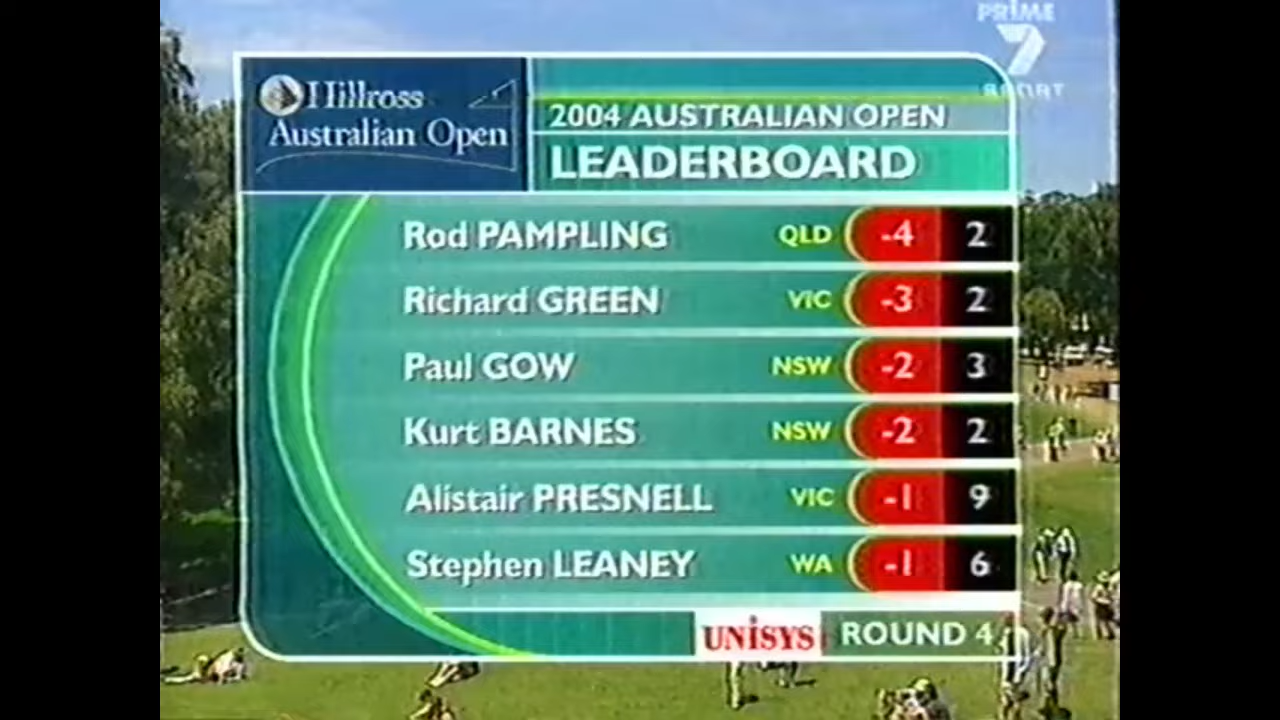 PRIME
7
SPORT
Hillross
Australian Open
2004 AUSTRALIAN OPEN
LEADERBOARD
Rod PAMPLING QLD -4 2
Richard GREEN VIC -3 2
Paul GOW NSW -2 3
Kurt BARNES NSW -2 2
Alistair PRESNELL VIC -1 9
Stephen LEANEY WA -1 6
UNiSYS ROUND 4